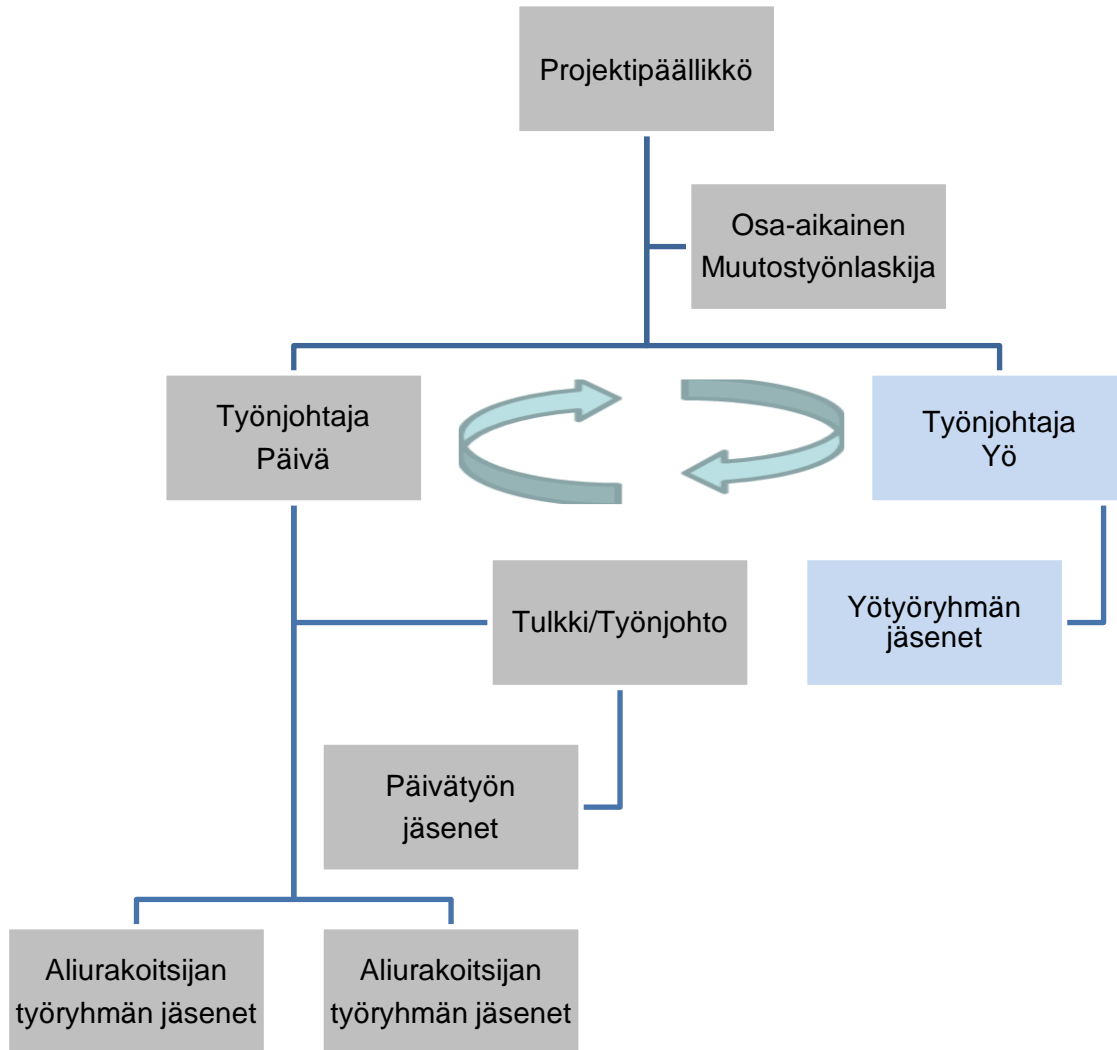 Projektipäällikkö
Osa-aikainen
Muutostyönlaskija
Työnjohtaja
Päivä
Työnjohtaja
Yö
Tulkki/Työnjohto
Yötyöryhmän
jäsenet
Päivätyön
jäsenet
Aliurakoitsijan
työryhmän jäsenet
Aliurakoitsijan
työryhmän jäsenet